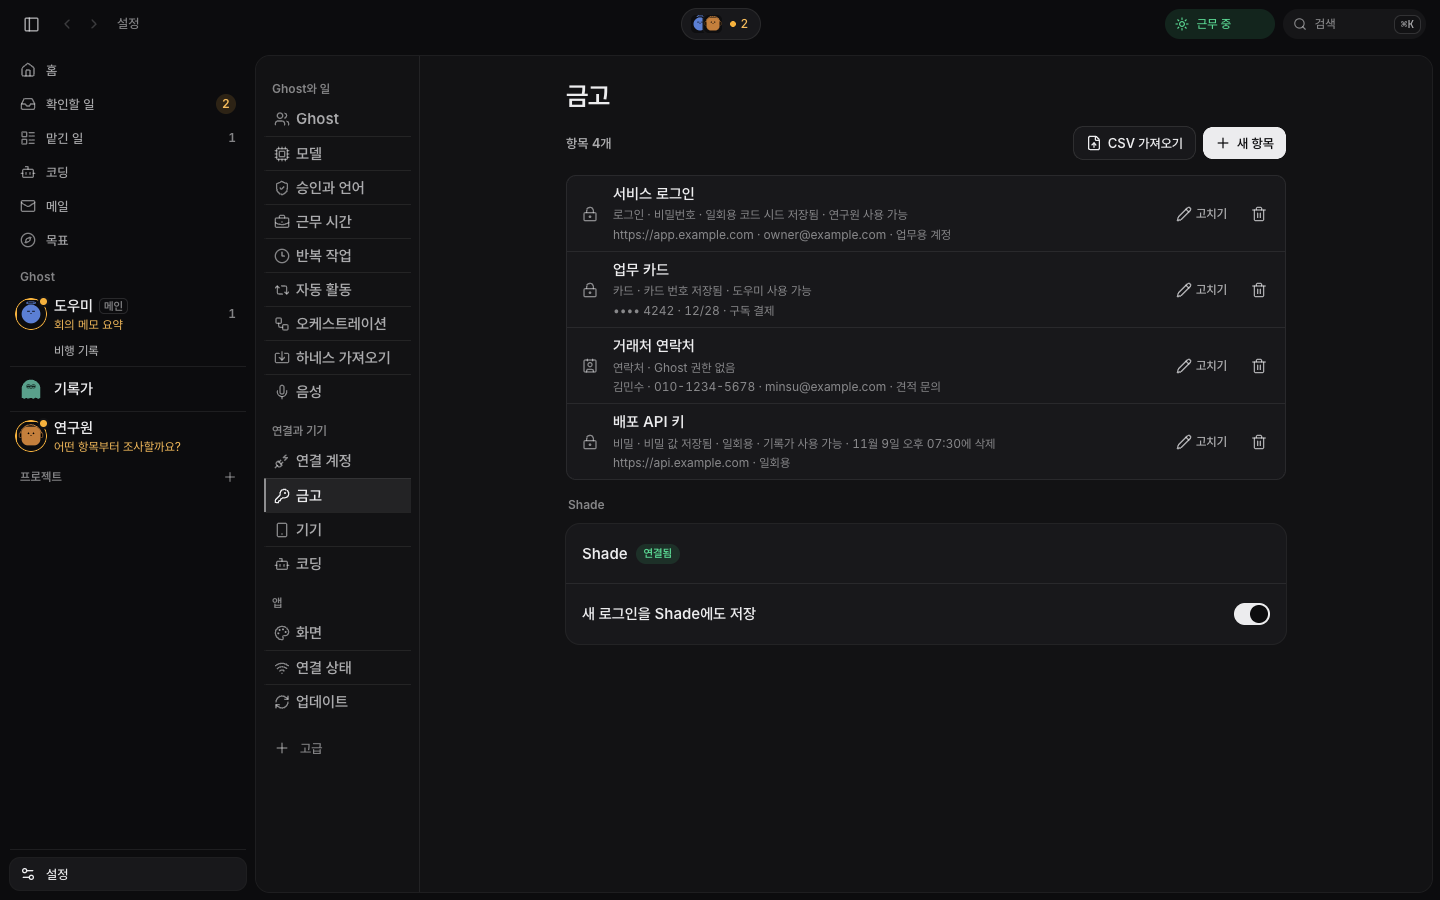 설정
2
근무 중
검색
⌘K
홈
확인할 일
2
맡긴 일
1
코딩
메일
목표
Ghost
도우미
메인
회의 메모 요약
1
비행 기록
기록가
연구원
어떤 항목부터 조사할까요?
프로젝트
설정
Ghost와 일
Ghost
모델
승인과 언어
근무 시간
반복 작업
자동 활동
오케스트레이션
하네스 가져오기
음성
연결과 기기
연결 계정
금고
기기
코딩
앱
화면
연결 상태
업데이트
고급
금고
항목 4개
CSV 가져오기
새 항목
서비스 로그인
로그인 · 비밀번호 · 일회용 코드 시드 저장됨 · 연구원 사용 가능
https://app.example.com · owner@example.com · 업무용 계정
고치기
업무 카드
카드 · 카드 번호 저장됨 · 도우미 사용 가능
•••• 4242 · 12/28 · 구독 결제
고치기
거래처 연락처
연락처 · Ghost 권한 없음
김민수 · 010-1234-5678 · minsu@example.com · 견적 문의
고치기
배포 API 키
비밀 · 비밀 값 저장됨 · 일회용 · 기록가 사용 가능 · 11월 9일 오후 07:30에 삭제
https://api.example.com · 일회용
고치기
Shade
Shade
연결됨
새 로그인을 Shade에도 저장